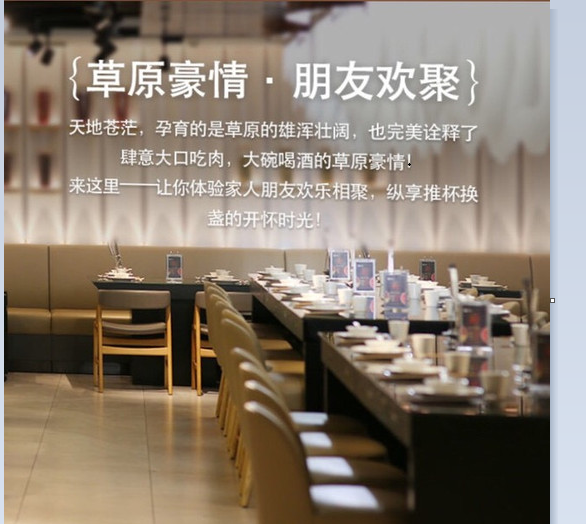 {草原豪情·朋友欢聚}
天地苍茫，孕育的是草原的雄浑壮阔，也完美诠释了
肆意大口吃肉，大碗喝酒的草原豪情！
来这里——让你体验家人朋友欢乐相聚，纵享推杯换
盏的开怀时光！